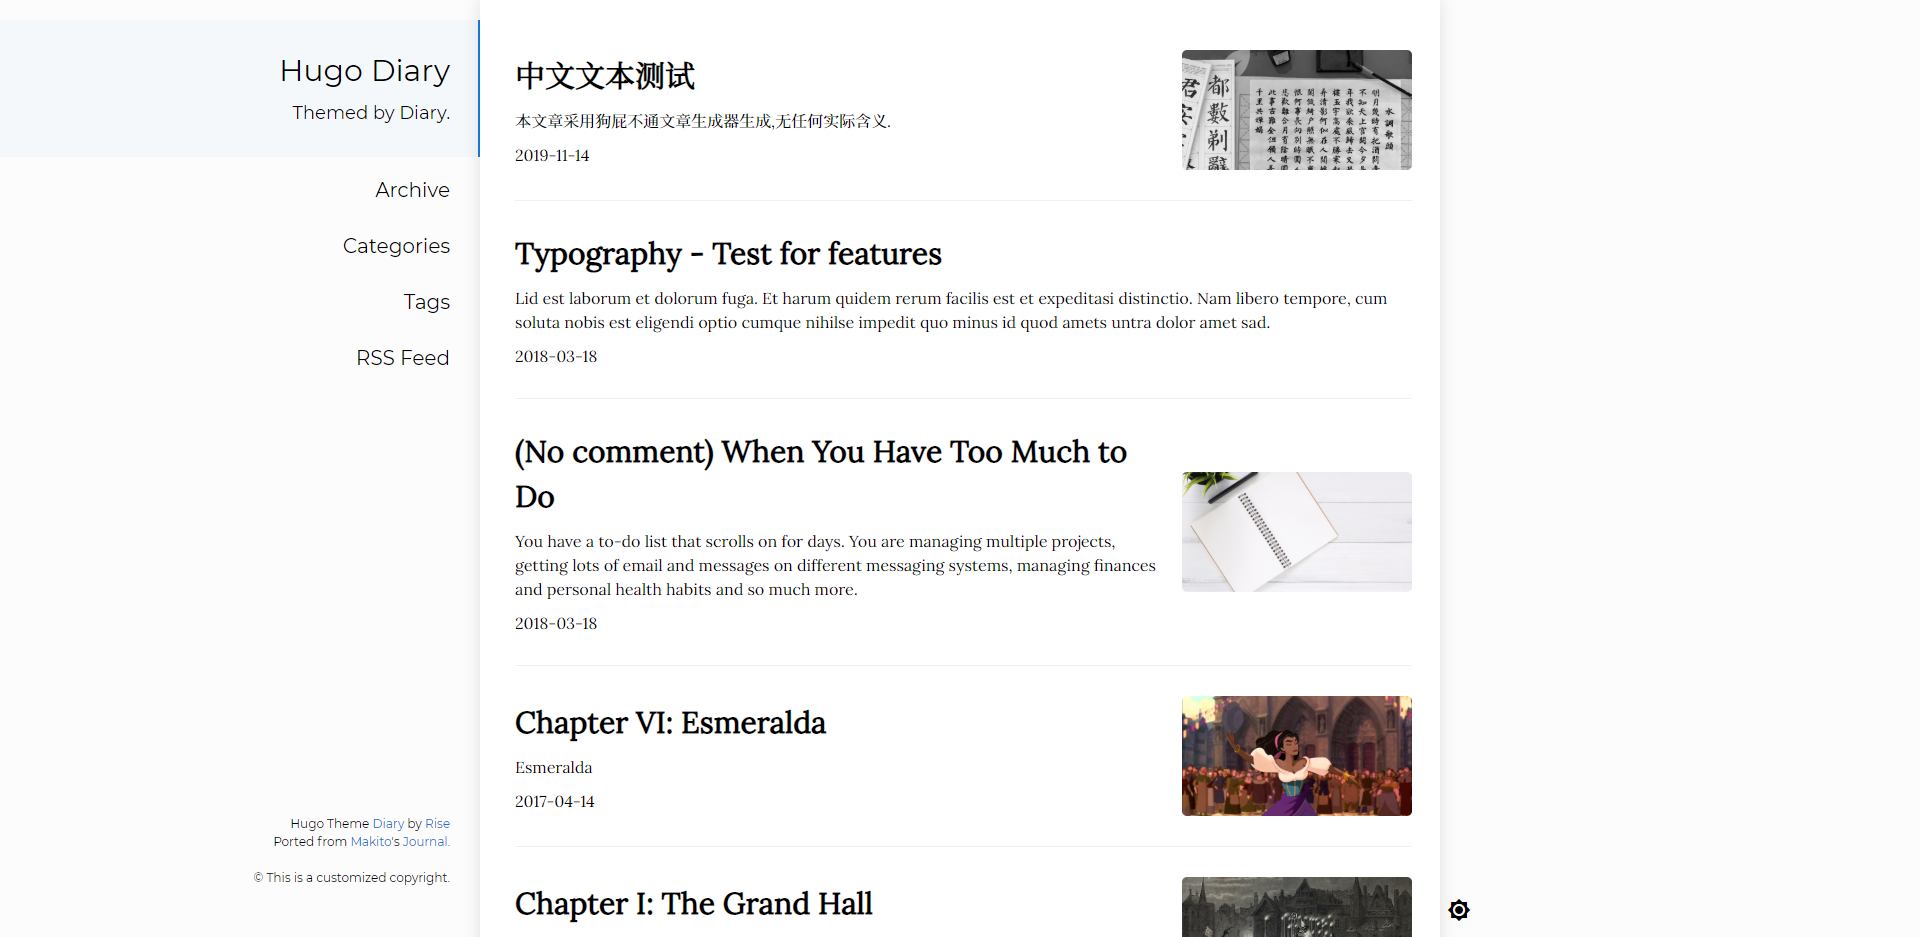 Hugo Diary
Themed by Diary.
Archive
Categories
Tags
RSS Feed
Hugo Theme Diary by Rise
Ported from Makito's Journal.
© This is a customized copyright.
中文文本测试
本文章采用狗屁不通文章生成器生成,无任何实际含义.
2019-11-14
都數剃
水調歌頭
Typography - Test for features
Lid est laborum et dolorum fuga. Et harum quidem rerum facilis est et expeditasi distinctio. Nam libero tempore, cum
soluta nobis est eligendi optio cumque nihilse impedit quo minus id quod amets untra dolor amet sad.
2018-03-18
(No comment) When You Have Too Much to
Do
You have a to-do list that scrolls on for days. You are managing multiple projects,
getting lots of email and messages on different messaging systems, managing finances
and personal health habits and so much more.
2018-03-18
Chapter VI: Esmeralda
Esmeralda
2017-04-14
Chapter I: The Grand Hall